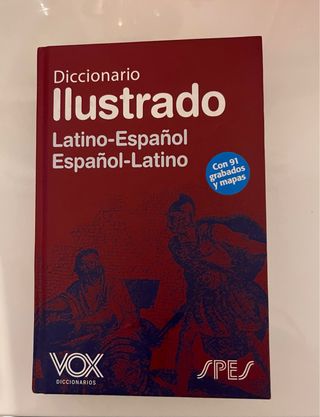 Diccionario
Ilustrado
Latino-Español
Español-Latino
Con 91
grabados
y mapas
VOX
DICCIONARIOS
SPES